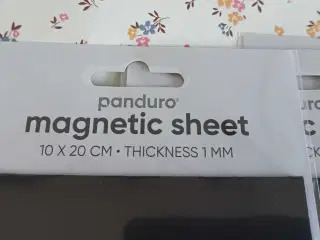 panduro®
magnetic sheet
10 X 20 CM • THICKNESS 1 MM